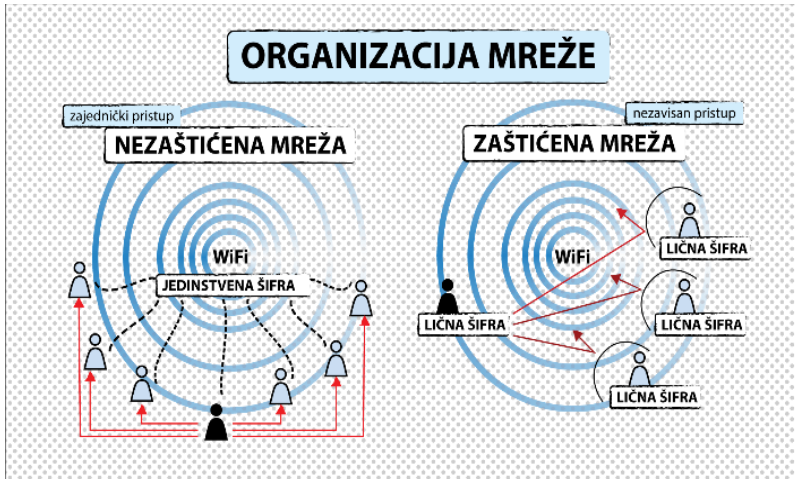 ORGANIZACIJA MREŽE
zajednički pristup
NEZAŠTIĆENA MREŽA
WiFi
JEDINSTVENA ŠIFRA
nezavisan pristup
ZAŠTIĆENA MREŽA
WiFi
LIČNA ŠIFRA
LIČNA ŠIFRA
LIČNA ŠIFRA
LIČNA ŠIFRA